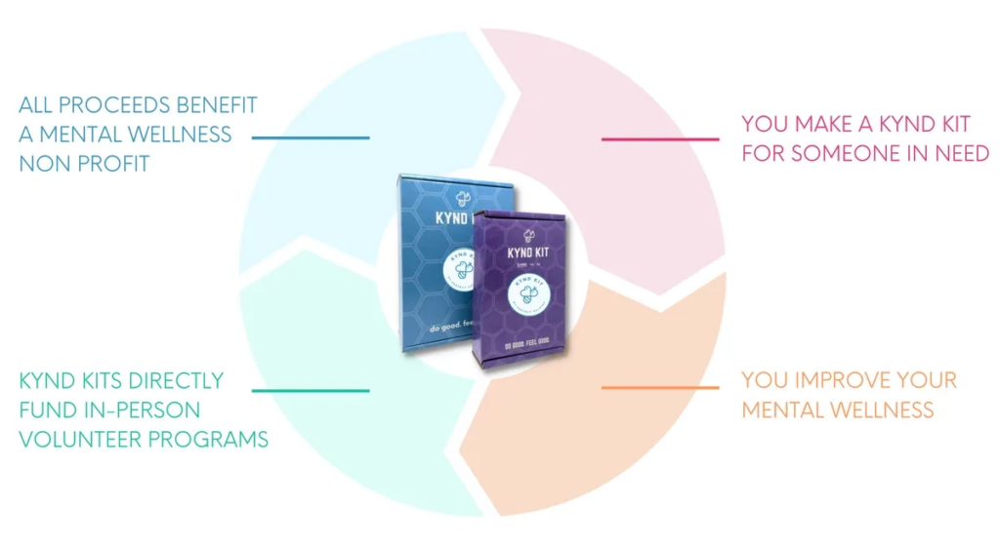 ALL PROCEEDS BENEFIT
A MENTAL WELLNESS
NON PROFIT
YOU MAKE A KYND KIT
FOR SOMEONE IN NEED
KYND
KYND KIT
KYND KIT
KYND KIT
do good.
DO GOOD. FEEL GOOD.
KYND KITS DIRECTLY
FUND IN-PERSON
VOLUNTEER PROGRAMS
YOU IMPROVE YOUR
MENTAL WELLNESS